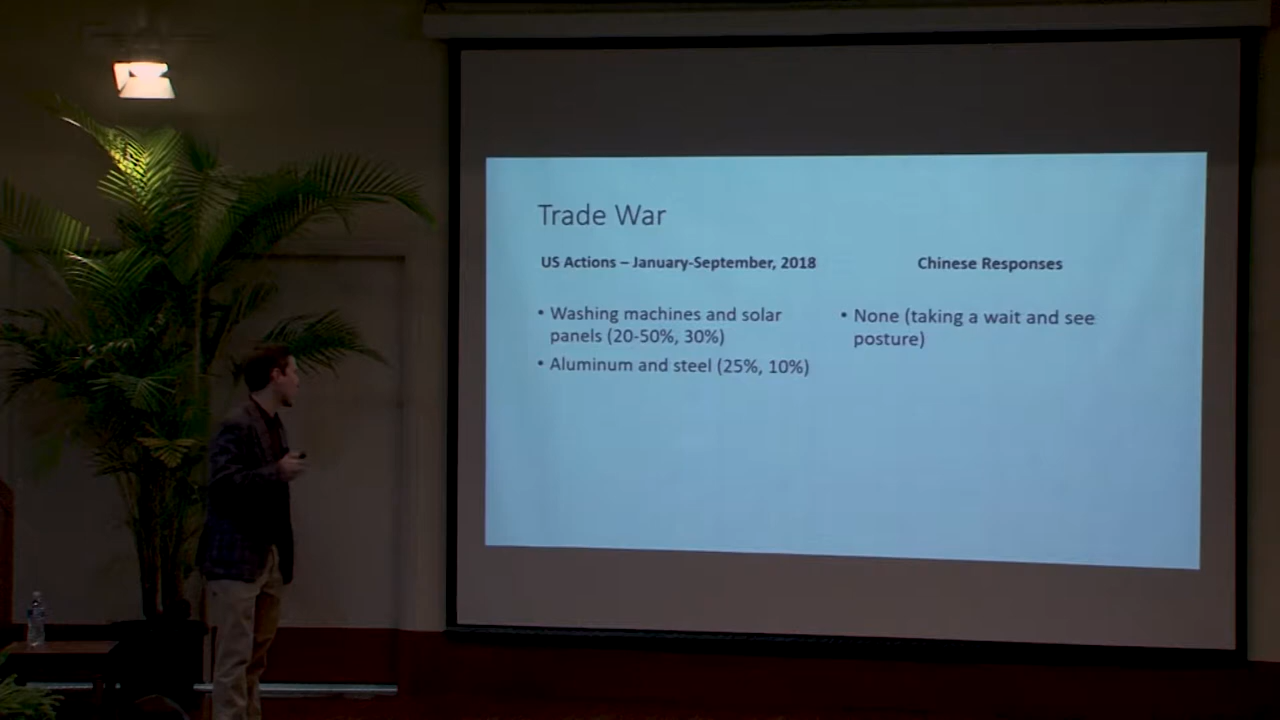 Trade War
US Actions – January-September, 2018
• Washing machines and solar
panels (20-50%, 30%)
• Aluminum and steel (25%, 10%)
Chinese Responses
• None (taking a wait and see
posture)